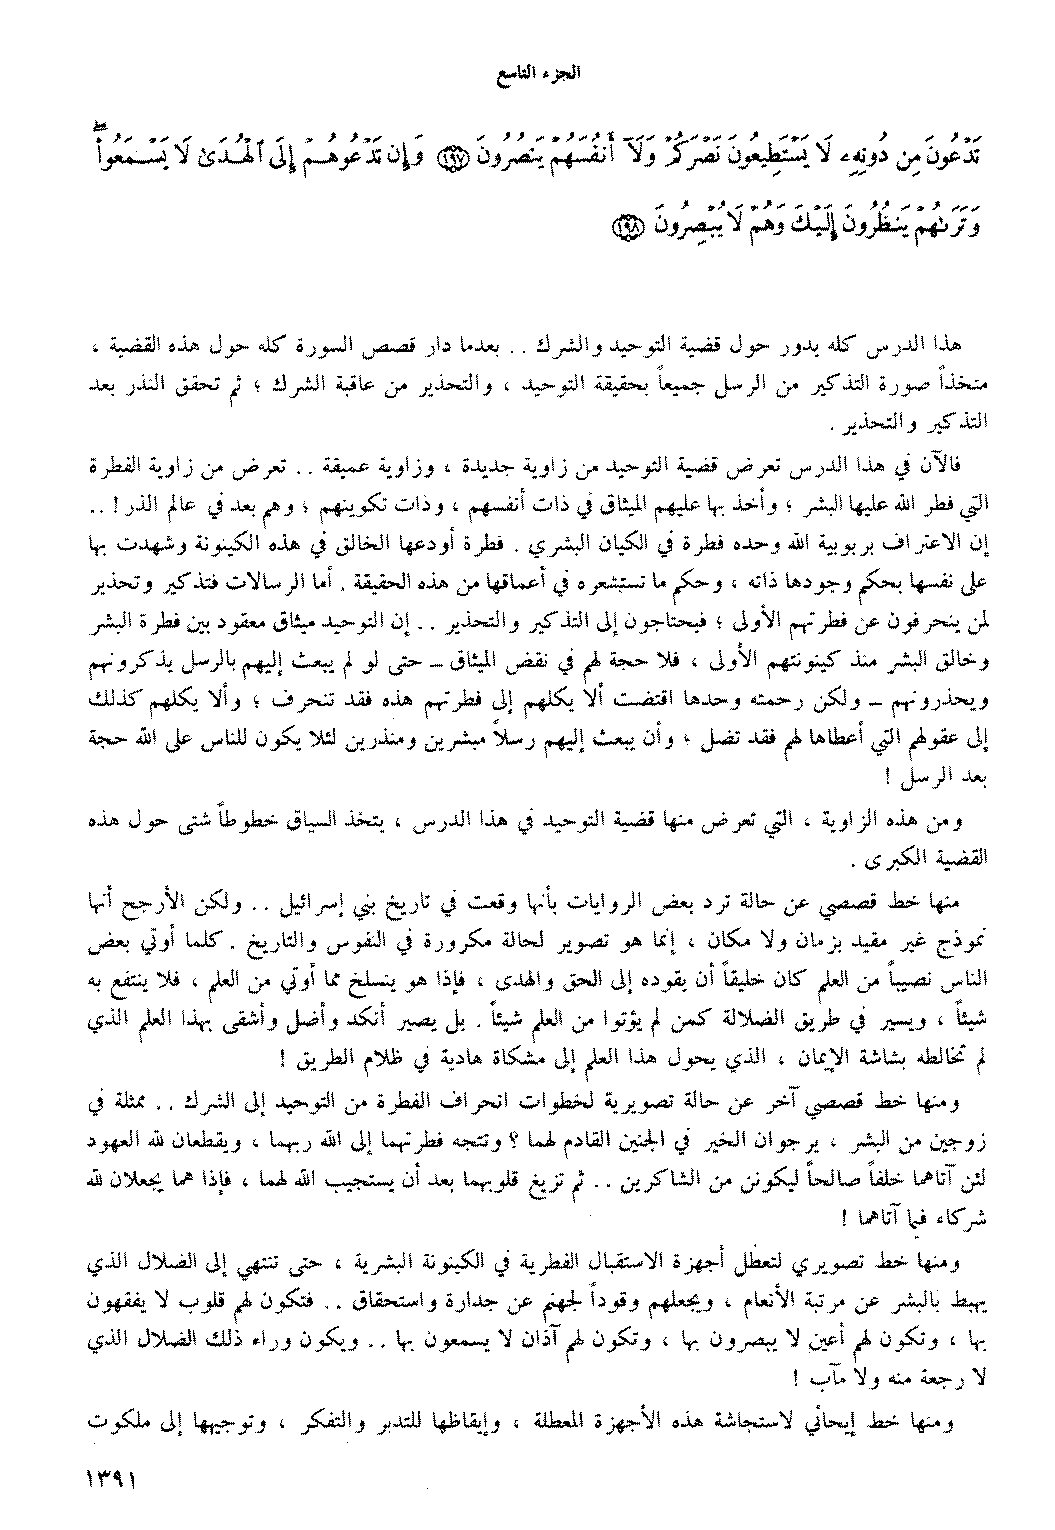 الجزء التاسع
تَدْعُونَ مِن دُونِهِۦ لَا يَسْتَطِيعُونَ نَصْرَكُمْ وَلَآ أَنفُسَهُمْ يَنصُرُونَ ﴿١٩٧﴾ وَإِن تَدْعُوهُمْ إِلَى ٱلْهُدَىٰ لَا يَسْمَعُوا۟ ۖ
وَتَرَىٰهُمْ يَنظُرُونَ إِلَيْكَ وَهُمْ لَا يُبْصِرُونَ ﴿١٩٨﴾
هذا الدرس كله يدور حول قضية التوحيد والشرك .. بعدما دار قصص السورة كله حول هذه القضية ،
متخذاً صورة التذكير من الرسل جميعاً بحقيقة التوحيد ، والتحذير من عاقبة الشرك ؛ ثم تحقق النذر بعد
التذكير والتحذير .
فالآن في هذا الدرس تعرض قضية التوحيد من زاوية جديدة ، وزاوية عميقة .. تعرض من زاوية الفطرة
التي فطر الله عليها البشر ؛ وأخذ بها عليهم الميثاق في ذات أنفسهم ، وذات تكوينهم ؛ وهم بعد في عالم الذر ! ..
إن الاعتراف بربوبية الله وحده فطرة في الكيان البشري . فطرة أودعها الخالق في هذه الكينونة وشهدت بها
على نفسها بحكم وجودها ذاته ، وحكم ما تستشعره في أعماقها من هذه الحقيقة . أما الرسالات فتذكير وتحذير
لمن ينحرفون عن فطرتهم الأولى ؛ فيحتاجون إلى التذكير والتحذير .. إن التوحيد ميثاق معقود بين فطرة البشر
وخالق البشر منذ كينونتهم الأولى ، فلا حجة لهم في نقض الميثاق – حتى لو لم يبعث إليهم بالرسل يذكرونهم
ويحذرونهم – ولكن رحمته وحدها اقتضت ألا يكلهم إلى فطرتهم هذه فقد تنحرف ؛ وألا يكلهم كذلك
إلى عقولهم التي أعطاها لهم فقد تضل ؛ وأن يبعث إليهم رسلاً مبشرين ومنذرين لئلا يكون للناس على الله حجة
بعد الرسل !
ومن هذه الزاوية ، التي تعرض منها قضية التوحيد في هذا الدرس ، يتخذ السياق خطوطاً شتى حول هذه
القضية الكبرى .
منها خط قصصي عن حالة ترد بعض الروايات بأنها وقعت في تاريخ بني إسرائيل .. ولكن الأرجح أنها
نموذج غير مقيد بزمان ولا مكان ، إنما هو تصوير لحالة مكرورة في النفوس والتاريخ . كلما أوتي بعض
الناس نصيباً من العلم كان خليقاً أن يقوده إلى الحق والهدى ، فإذا هو ينسلخ مما أوتي من العلم ، فلا ينتفع به
شيئاً ، ويسير في طريق الضلالة كمن لم يؤتوا من العلم شيئاً . بل يصير أنكد وأضل وأشقى بهذا العلم الذي
لم تخالطه بشاشة الإيمان ، الذي يحول هذا العلم إلى مشكاة هادية في ظلام الطريق !
ومنها خط قصصي آخر عن حالة تصويرية لخطوات انحراف الفطرة من التوحيد إلى الشرك .. ممثلة في
زوجين من البشر ، يرجوان الخير في الجنين القادم لهما ؟ وتتجه فطرتهما إلى الله ربهما ، ويقطعان لله العهود
لئن آتاهما خلفاً صالحاً ليكونن من الشاكرين .. ثم تزيغ قلوبهما بعد أن يستجيب الله لهما ، فإذا هما يجعلان لله
شركاء فيما آتاهما !
ومنها خط تصويري لتعطل أجهزة الاستقبال الفطرية في الكينونة البشرية ، حتى تنتهي إلى الضلال الذي
يهبط بالبشر عن مرتبة الأنعام ، ويجعلهم وقوداً لجهنم عن جدارة واستحقاق .. فتكون لهم قلوب لا يفقهون
بها ، وتكون لهم أعين لا يبصرون بها ، وتكون لهم آذان لا يسمعون بها .. ويكون وراء ذلك الضلال الذي
لا رجعة منه ولا مآب !
ومنها خط إيحائي لاستجاشة هذه الأجهزة المعطلة ، وإيقاظها للتدبر والتفكر ، وتوجيهها إلى ملكوت
١٣٩١